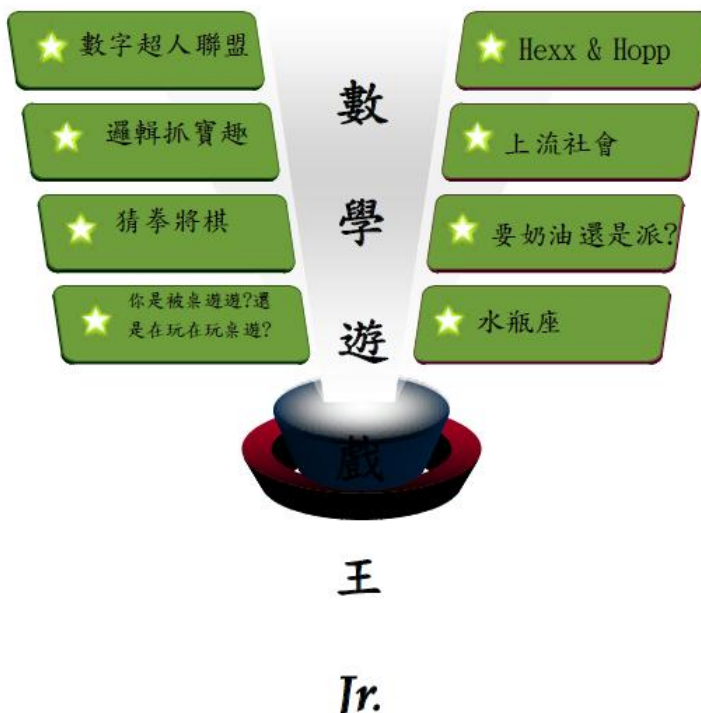 數字超人聯盟
邏輯抓寶趣
猜拳將棋
你是被桌遊遊?還
是在玩在玩桌遊?
數
學
遊
戲
王
Jr.
Hexx & Hopp
上流社會
要奶油還是派?
水瓶座